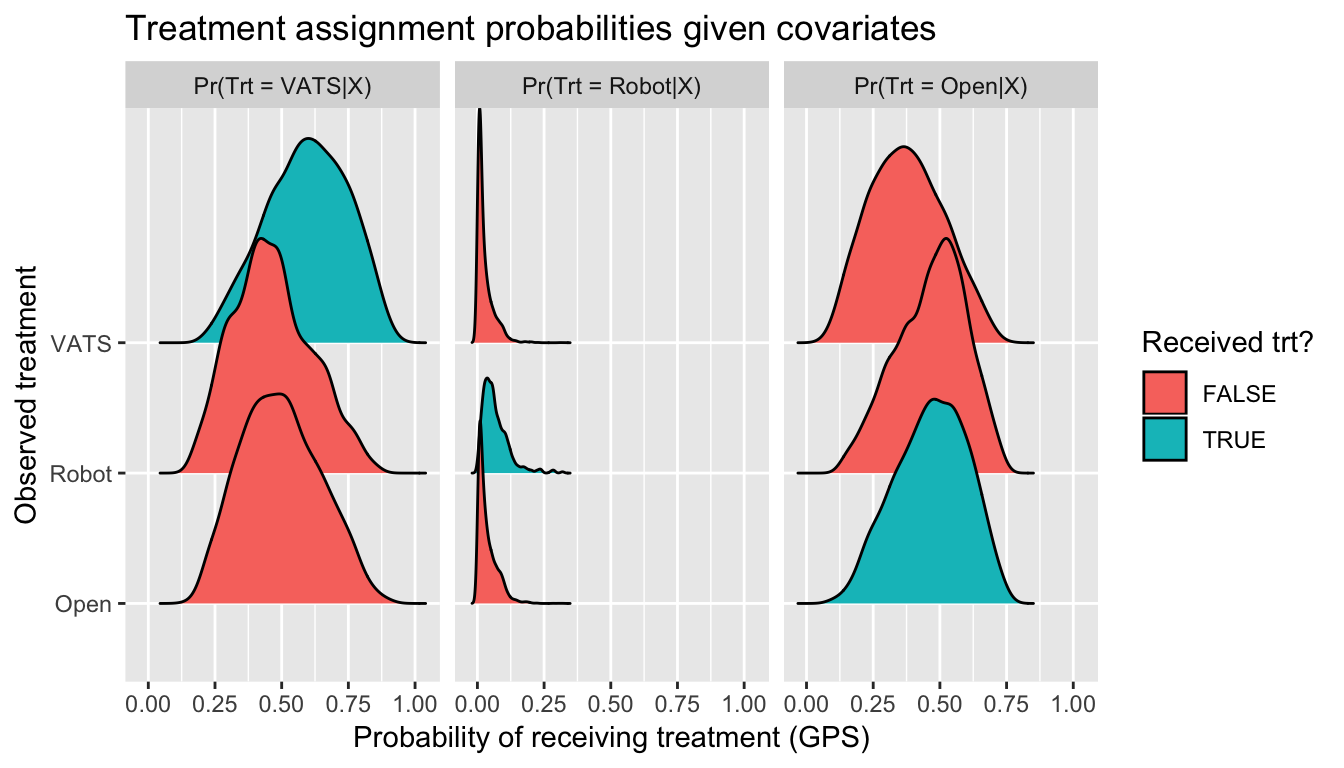 Treatment assignment probabilities given covariates
Pr(Trt = VATS|X) Pr(Trt = Robot|X) Pr(Trt = Open|X)
Observed treatment
VATS
Robot
Open
0.00 0.25 0.50 0.75 1.00 0.00 0.25 0.50 0.75 1.00 0.00 0.25 0.50 0.75 1.00
Probability of receiving treatment (GPS)
Received trt?
FALSE
TRUE